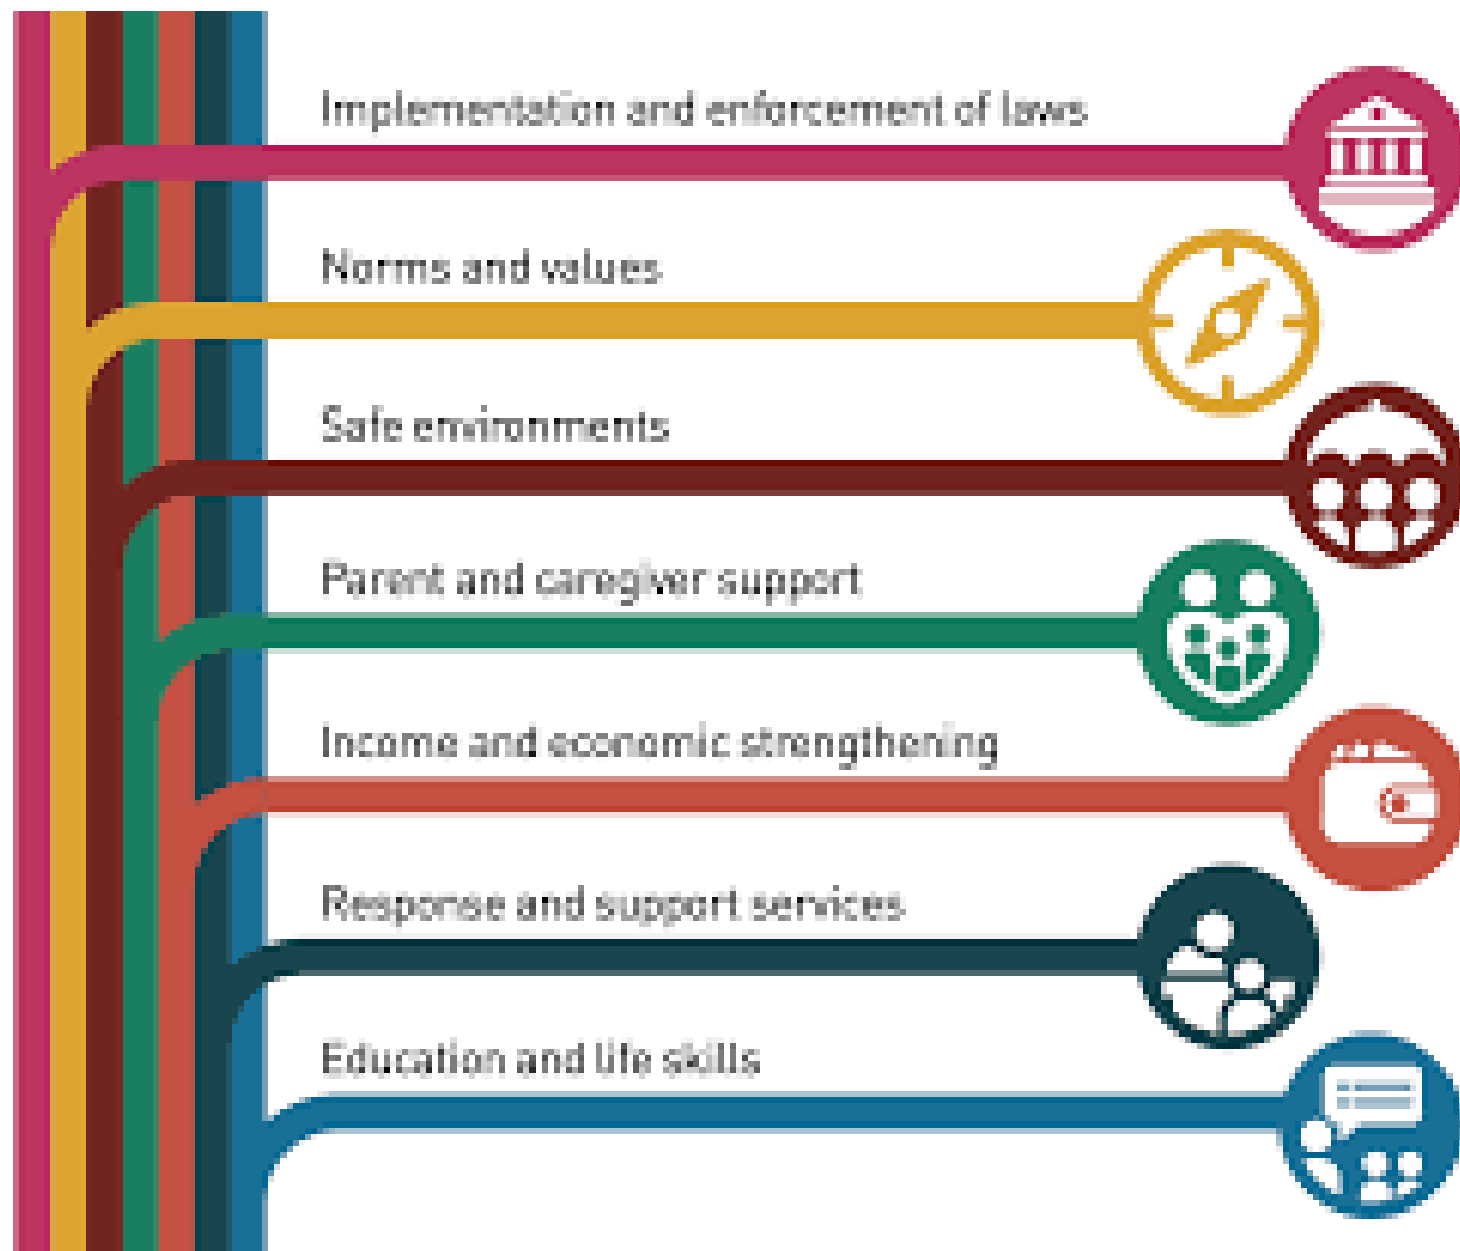 Implementation and enforcement of laws
Norms and values
Safe environments
Parent and caregiver support
Income and economic strengthening
Response and support services
Education and life skills